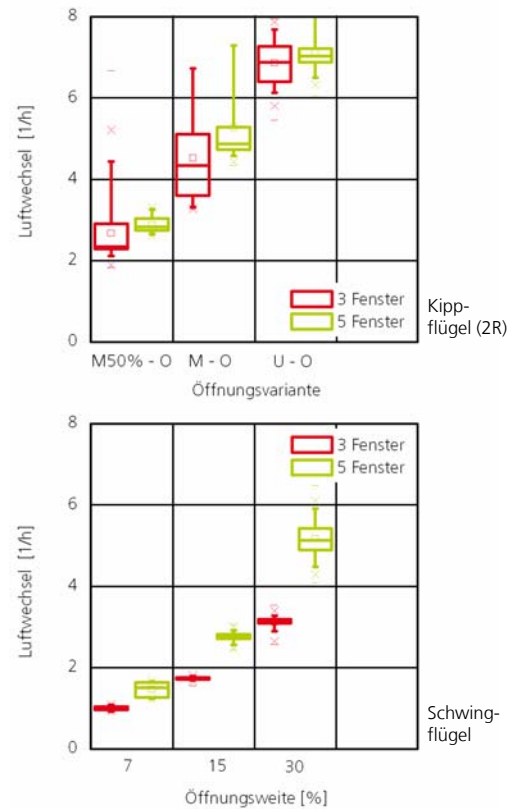 8
6
4
2
0
Luftwechsel [1/h]
3 Fenster
5 Fenster
M50% - O M - O U - O
Öffnungsvariante
Kipp-
flügel (2R)
8
6
4
2
0
Luftwechsel [1/h]
3 Fenster
5 Fenster
7 15 30
Öffnungsweite [%]
Schwing-
flügel